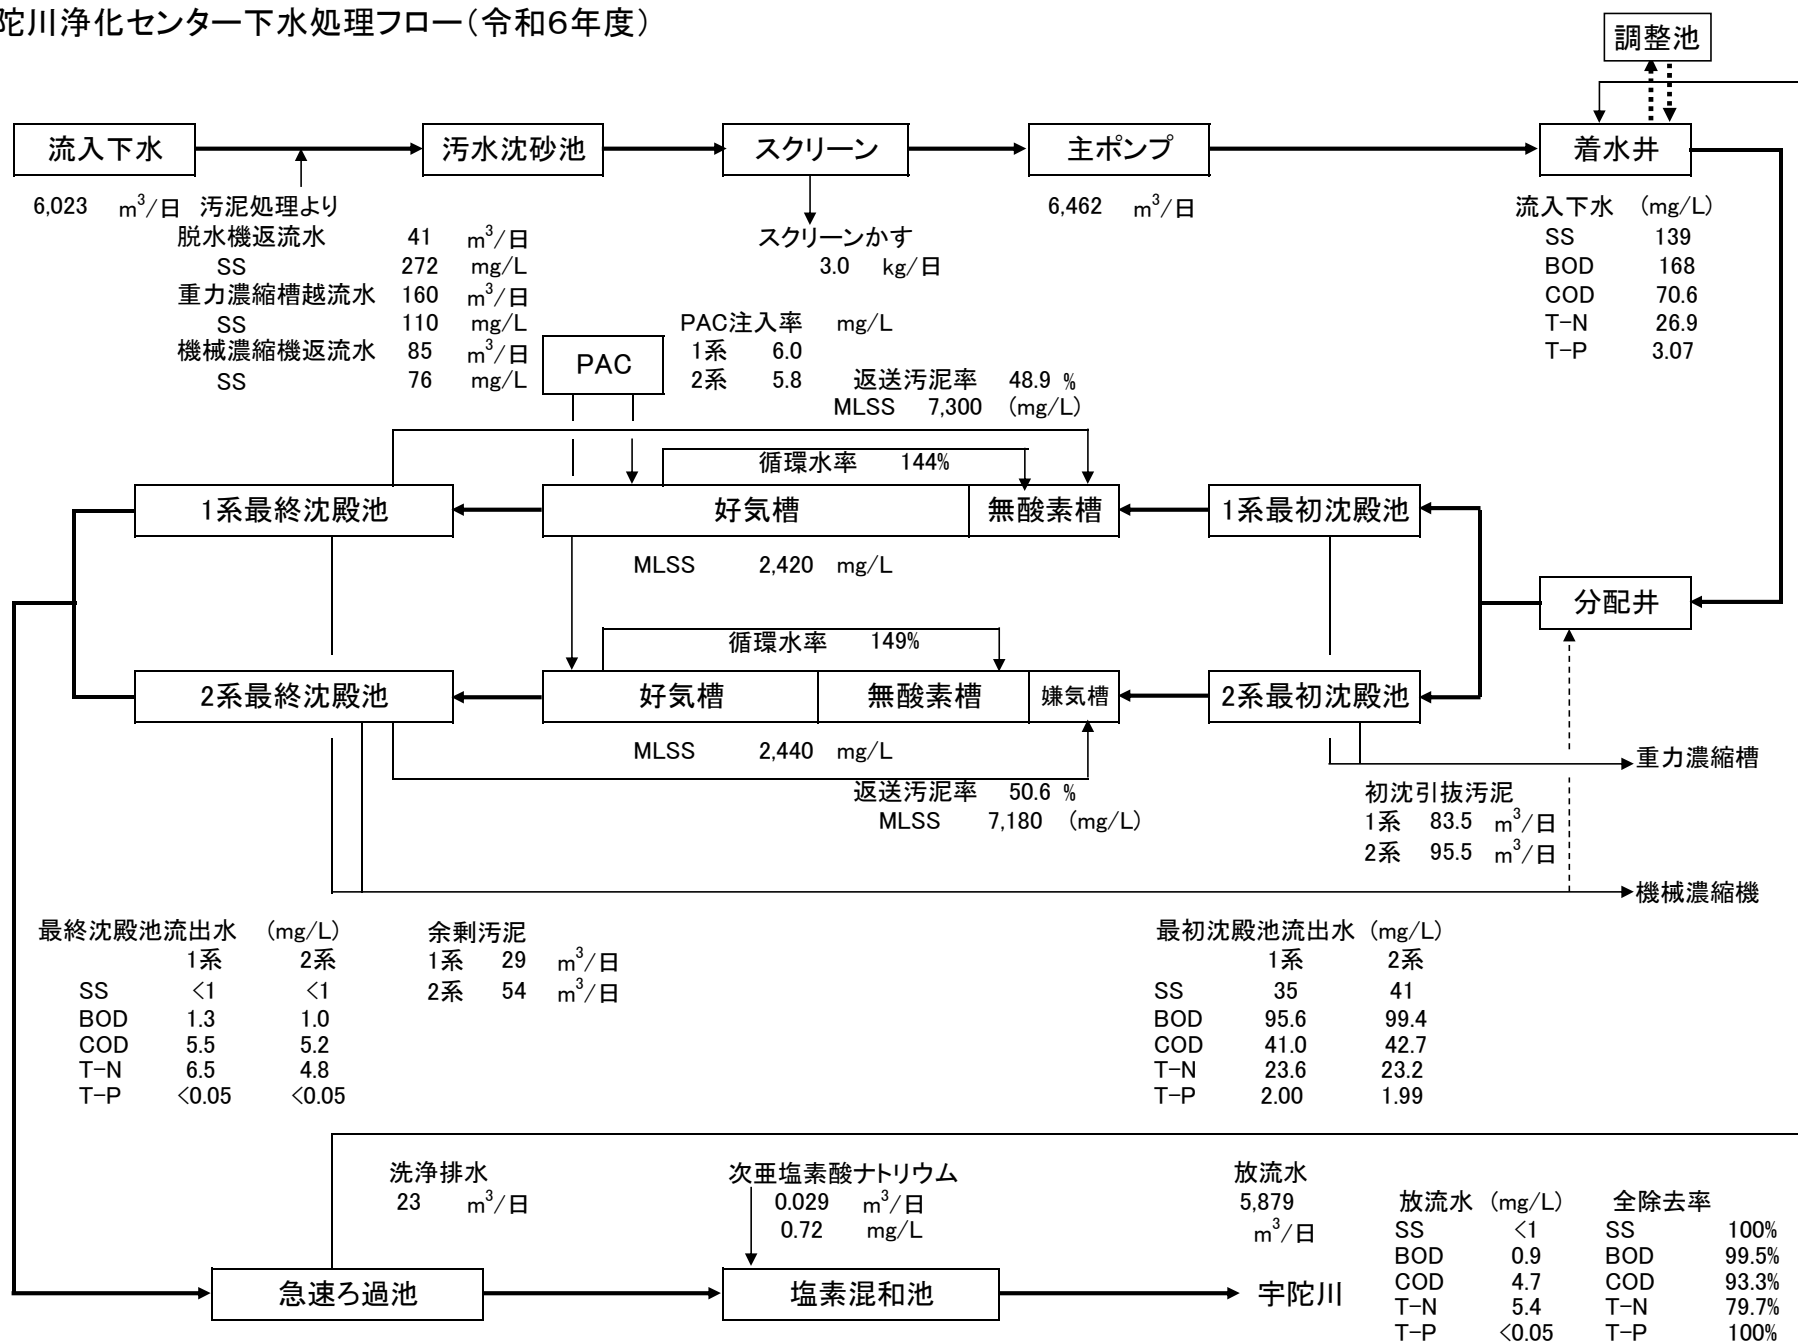 陀川浄化センター下水処理フロー（令和６年度）
調整池
流入下水
汚水沈砂池
スクリーン
主ポンプ
着水井
6,023 m³/日
汚泥処理より
脱水機返流水 41 m³/日
SS 272 mg/L
重力濃縮槽越流水 160 m³/日
SS 110 mg/L
機械濃縮機返流水 85 m³/日
SS 76 mg/L
スクリーンかす
3.0 kg/日
6,462 m³/日
流入下水 (mg/L)
SS 139
BOD 168
COD 70.6
T-N 26.9
T-P 3.07
PAC
PAC注入率 mg/L
1系 6.0
2系 5.8
返送汚泥率 48.9 %
MLSS 7,300 (mg/L)
循環水率 144%
1系最終沈殿池
好気槽
無酸素槽
1系最初沈殿池
MLSS 2,420 mg/L
分配井
循環水率 149%
2系最終沈殿池
好気槽
無酸素槽
嫌気槽
2系最初沈殿池
MLSS 2,440 mg/L
返送汚泥率 50.6 %
MLSS 7,180 (mg/L)
重力濃縮槽
初沈引抜汚泥
1系 83.5 m³/日
2系 95.5 m³/日
機械濃縮機
最終沈殿池流出水 (mg/L)
1系 2系
SS <1 <1
BOD 1.3 1.0
COD 5.5 5.2
T-N 6.5 4.8
T-P <0.05 <0.05
余剰汚泥
1系 29 m³/日
2系 54 m³/日
最初沈殿池流出水 (mg/L)
1系 2系
SS 35 41
BOD 95.6 99.4
COD 41.0 42.7
T-N 23.6 23.2
T-P 2.00 1.99
洗浄排水
23 m³/日
次亜塩素酸ナトリウム
0.029 m³/日
0.72 mg/L
放流水
5,879
m³/日
急速ろ過池
塩素混和池
宇陀川
放流水 (mg/L) 全除去率
SS <1 SS 100%
BOD 0.9 BOD 99.5%
COD 4.7 COD 93.3%
T-N 5.4 T-N 79.7%
T-P <0.05 T-P 100%